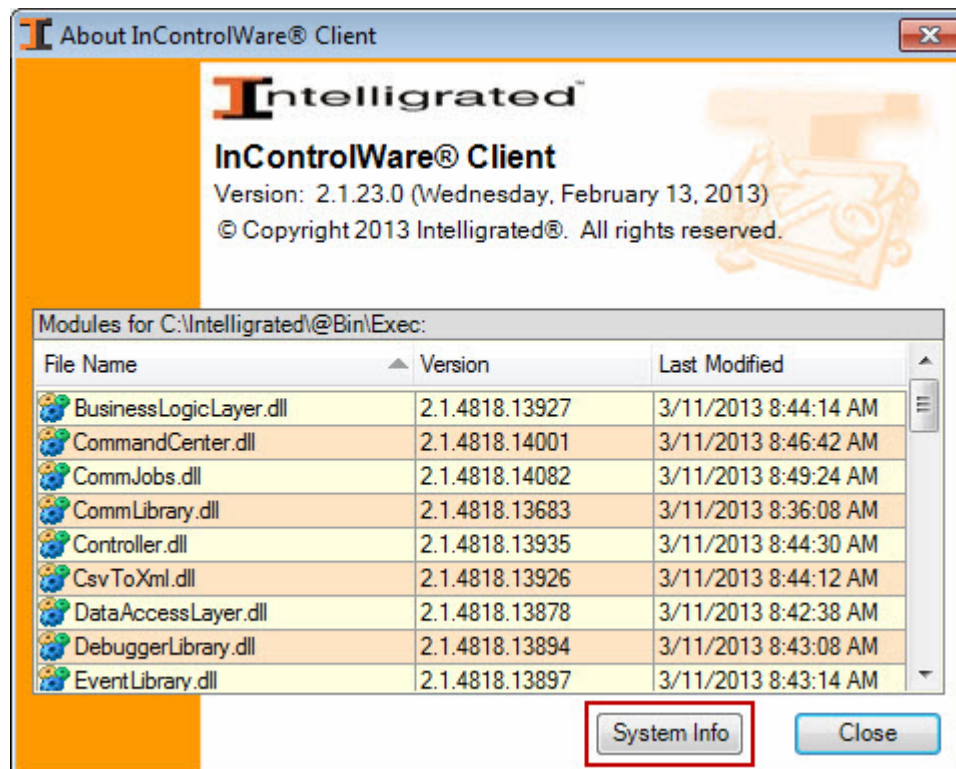 About InControlWare® Client
Intelligrated™
InControlWare® Client
Version: 2.1.23.0 (Wednesday, February 13, 2013)
© Copyright 2013 Intelligrated®. All rights reserved.
Modules for C:\Intelligrated\@Bin\Exec:
File Name Version Last Modified
BusinessLogicLayer.dll 2.1.4818.13927 3/11/2013 8:44:14 AM
CommandCenter.dll 2.1.4818.14001 3/11/2013 8:46:42 AM
CommJobs.dll 2.1.4818.14082 3/11/2013 8:49:24 AM
CommLibrary.dll 2.1.4818.13683 3/11/2013 8:36:08 AM
Controller.dll 2.1.4818.13935 3/11/2013 8:44:30 AM
CsvToXml.dll 2.1.4818.13926 3/11/2013 8:44:12 AM
DataAccessLayer.dll 2.1.4818.13878 3/11/2013 8:42:38 AM
DebuggerLibrary.dll 2.1.4818.13894 3/11/2013 8:43:08 AM
EventLibrary.dll 2.1.4818.13897 3/11/2013 8:43:14 AM
System Info Close